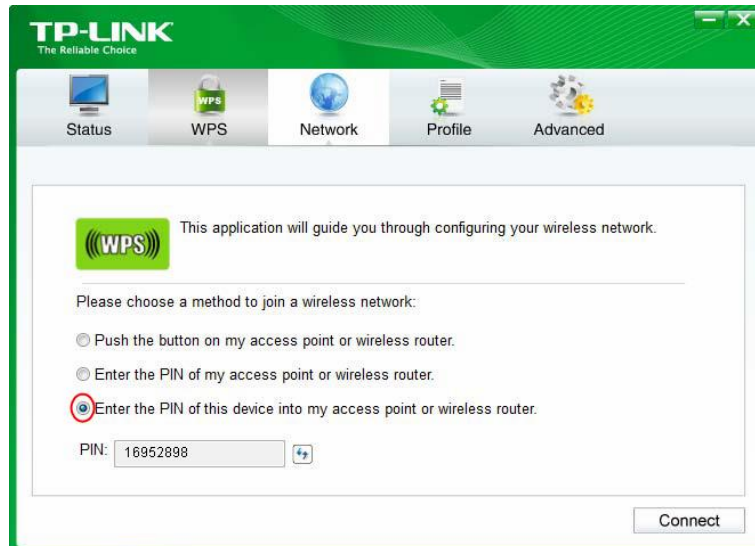 TP-LINK
The Reliable Choice
Status WPS WPS Network Profile Advanced
(((WPS))) This application will guide you through configuring your wireless network.
Please choose a method to join a wireless network:
Push the button on my access point or wireless router.
Enter the PIN of my access point or wireless router.
Enter the PIN of this device into my access point or wireless router.
PIN: 16952898
Connect